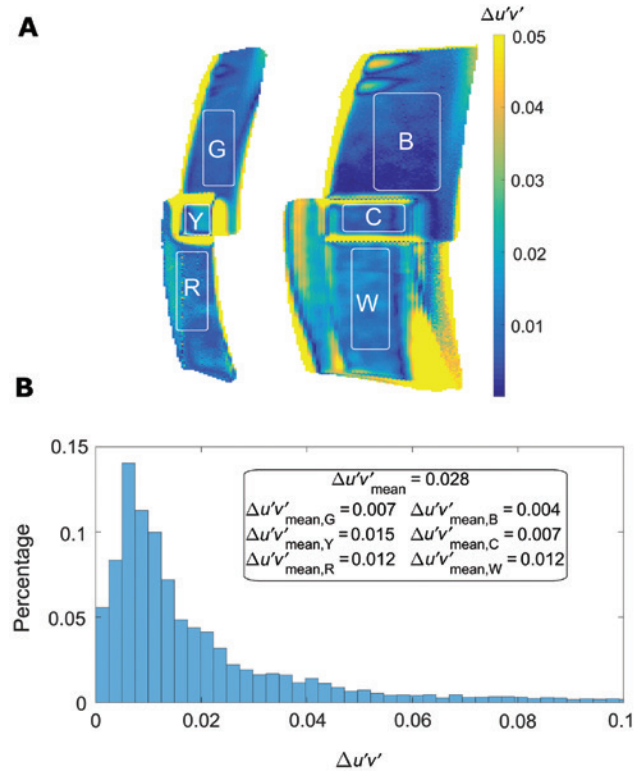 A
Δu'v'
0.05
0.04
0.03
0.02
0.01
G
B
Y
C
R
W
B
0.15
0.1
0.05
0
Percentage
Δu'v'mean = 0.028
Δu'v'mean,G = 0.007 Δu'v'mean,B = 0.004
Δu'v'mean,Y = 0.015 Δu'v'mean,C = 0.007
Δu'v'mean,R = 0.012 Δu'v'mean,W = 0.012
0 0.02 0.04 0.06 0.08 0.1
Δu'v'